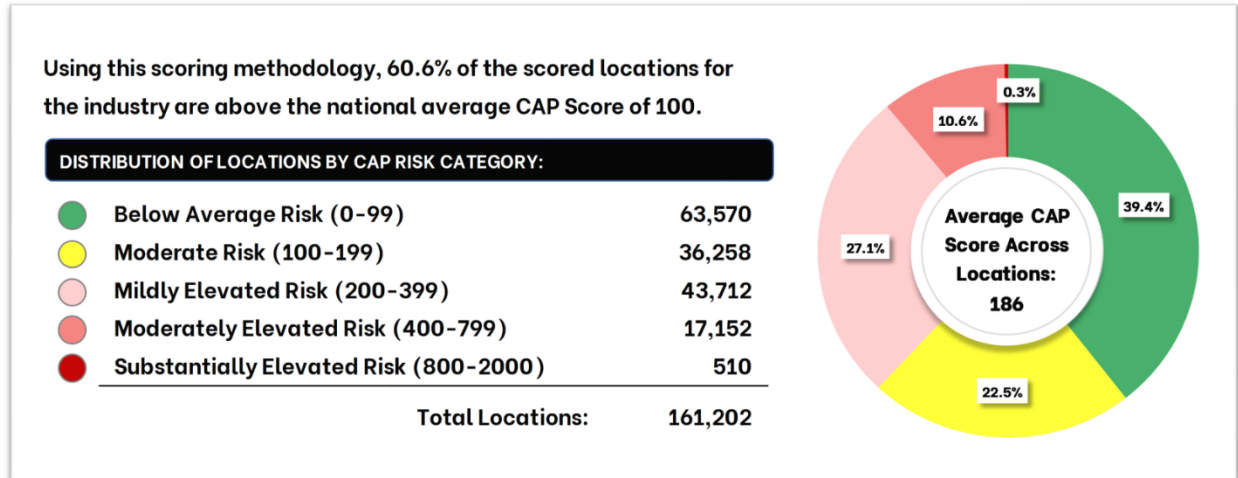 Using this scoring methodology, 60.6% of the scored locations for
the industry are above the national average CAP Score of 100.
DISTRIBUTION OF LOCATIONS BY CAP RISK CATEGORY:
Below Average Risk (0-99) 63,570
Moderate Risk (100-199) 36,258
Mildly Elevated Risk (200-399) 43,712
Moderately Elevated Risk (400-799) 17,152
Substantially Elevated Risk (800-2000) 510
Total Locations: 161,202
0.3%
10.6%
39.4%
27.1%
22.5%
Average CAP
Score Across
Locations:
186